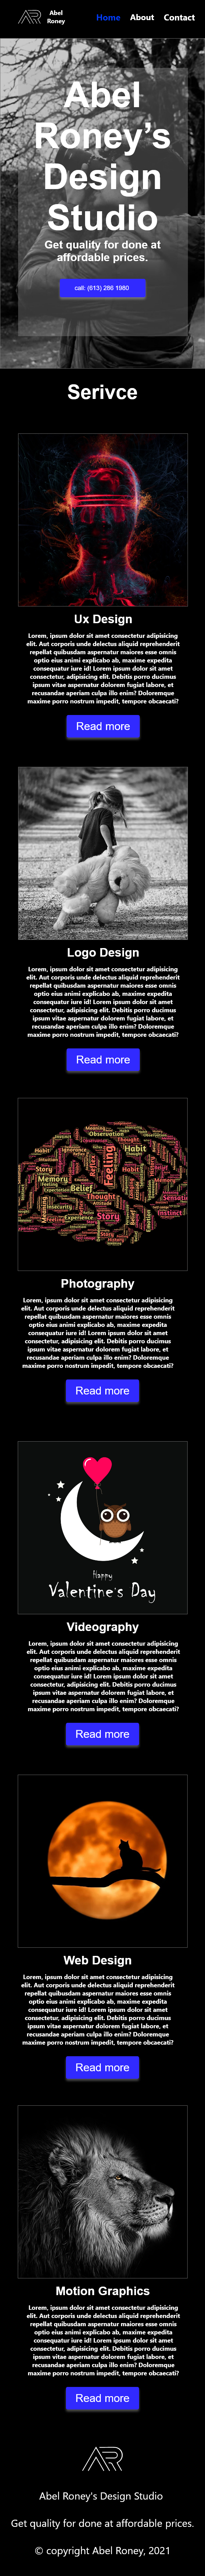 AR
Abel
Roney
Home About Contact
Abel
Roney's
Design
Studio
Get quality for done at
affordable prices.
call: (613) 286 1980
Serivce
Ux Design
Lorem, ipsum dolor sit amet consectetur adipisicing
elit. Aut corporis unde delectus aliquid reprehenderit
repellat quibusdam aspernatur maiores esse omnis
optio eius animi explicabo ab, maxime expedita
consequatur iure id! Lorem ipsum dolor sit amet
consectetur, adipisicing elit. Debitis porro ducimus
ipsum vitae aspernatur dolorem fugiat labore, et
recusandae aperiam culpa illo enim? Doloremque
maxime porro nostrum impedit, tempore obcaecati?
Read more
Logo Design
Lorem, ipsum dolor sit amet consectetur adipisicing
elit. Aut corporis unde delectus aliquid reprehenderit
repellat quibusdam aspernatur maiores esse omnis
optio eius animi explicabo ab, maxime expedita
consequatur iure id! Lorem ipsum dolor sit amet
consectetur, adipisicing elit. Debitis porro ducimus
ipsum vitae aspernatur dolorem fugiat labore, et
recusandae aperiam culpa illo enim? Doloremque
maxime porro nostrum impedit, tempore obcaecati?
Read more
Observation
Habit
Ignorance
Thought
Habit
Story
Memory
Feeling
Belief
Thought
Sensation
Instinct
Insecurity
Story
Experience
Photography
Lorem, ipsum dolor sit amet consectetur adipisicing
elit. Aut corporis unde delectus aliquid reprehenderit
repellat quibusdam aspernatur maiores esse omnis
optio eius animi explicabo ab, maxime expedita
consequatur iure id! Lorem ipsum dolor sit amet
consectetur, adipisicing elit. Debitis porro ducimus
ipsum vitae aspernatur dolorem fugiat labore, et
recusandae aperiam culpa illo enim? Doloremque
maxime porro nostrum impedit, tempore obcaecati?
Read more
Happy
Valentine's Day
Videography
Lorem, ipsum dolor sit amet consectetur adipisicing
elit. Aut corporis unde delectus aliquid reprehenderit
repellat quibusdam aspernatur maiores esse omnis
optio eius animi explicabo ab, maxime expedita
consequatur iure id! Lorem ipsum dolor sit amet
consectetur, adipisicing elit. Debitis porro ducimus
ipsum vitae aspernatur dolorem fugiat labore, et
recusandae aperiam culpa illo enim? Doloremque
maxime porro nostrum impedit, tempore obcaecati?
Read more
Web Design
Lorem, ipsum dolor sit amet consectetur adipisicing
elit. Aut corporis unde delectus aliquid reprehenderit
repellat quibusdam aspernatur maiores esse omnis
optio eius animi explicabo ab, maxime expedita
consequatur iure id! Lorem ipsum dolor sit amet
consectetur, adipisicing elit. Debitis porro ducimus
ipsum vitae aspernatur dolorem fugiat labore, et
recusandae aperiam culpa illo enim? Doloremque
maxime porro nostrum impedit, tempore obcaecati?
Read more
Motion Graphics
Lorem, ipsum dolor sit amet consectetur adipisicing
elit. Aut corporis unde delectus aliquid reprehenderit
repellat quibusdam aspernatur maiores esse omnis
optio eius animi explicabo ab, maxime expedita
consequatur iure id! Lorem ipsum dolor sit amet
consectetur, adipisicing elit. Debitis porro ducimus
ipsum vitae aspernatur dolorem fugiat labore, et
recusandae aperiam culpa illo enim? Doloremque
maxime porro nostrum impedit, tempore obcaecati?
Read more
AR
Abel Roney's Design Studio
Get quality for done at affordable prices.
© copyright Abel Roney, 2021